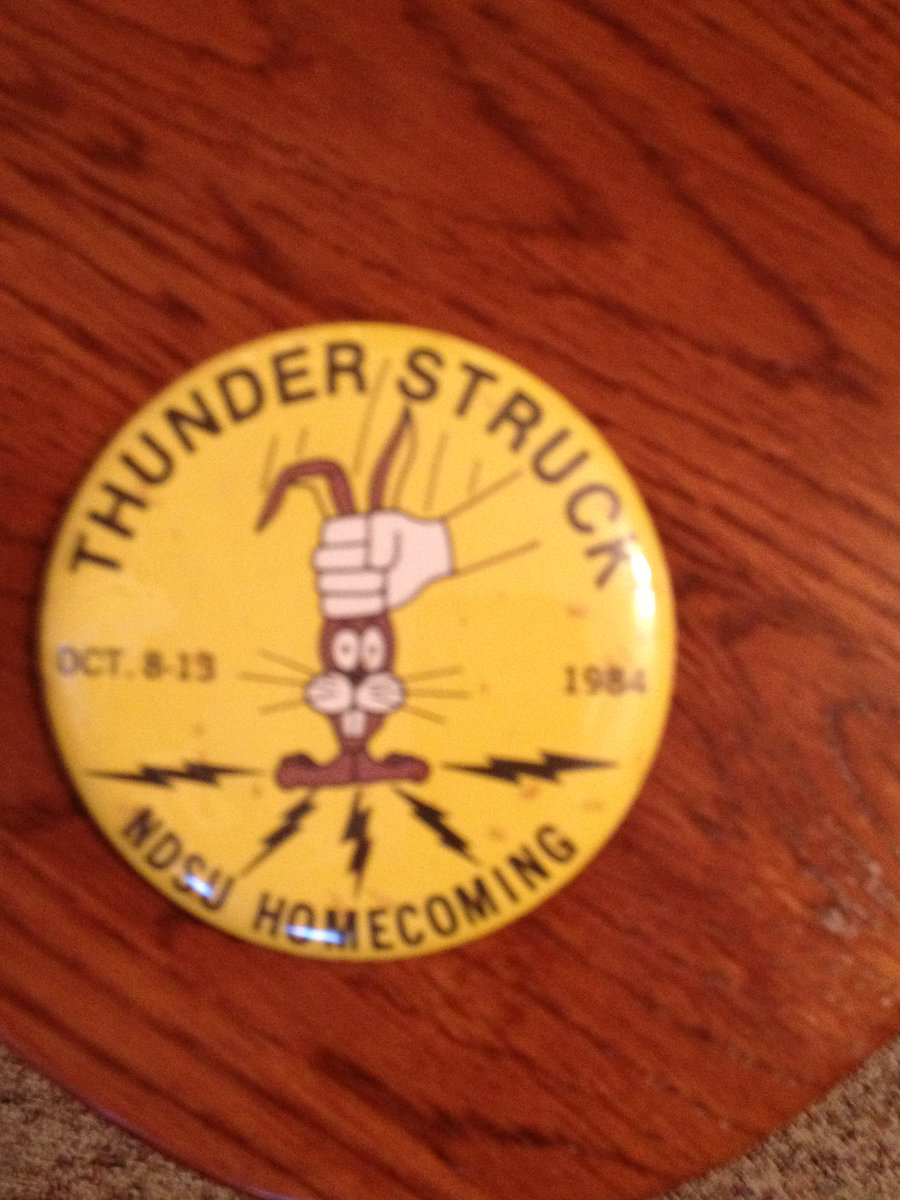 THUNDER STRUCK
OCT. 8-13
1984
NDSU HOMECOMING